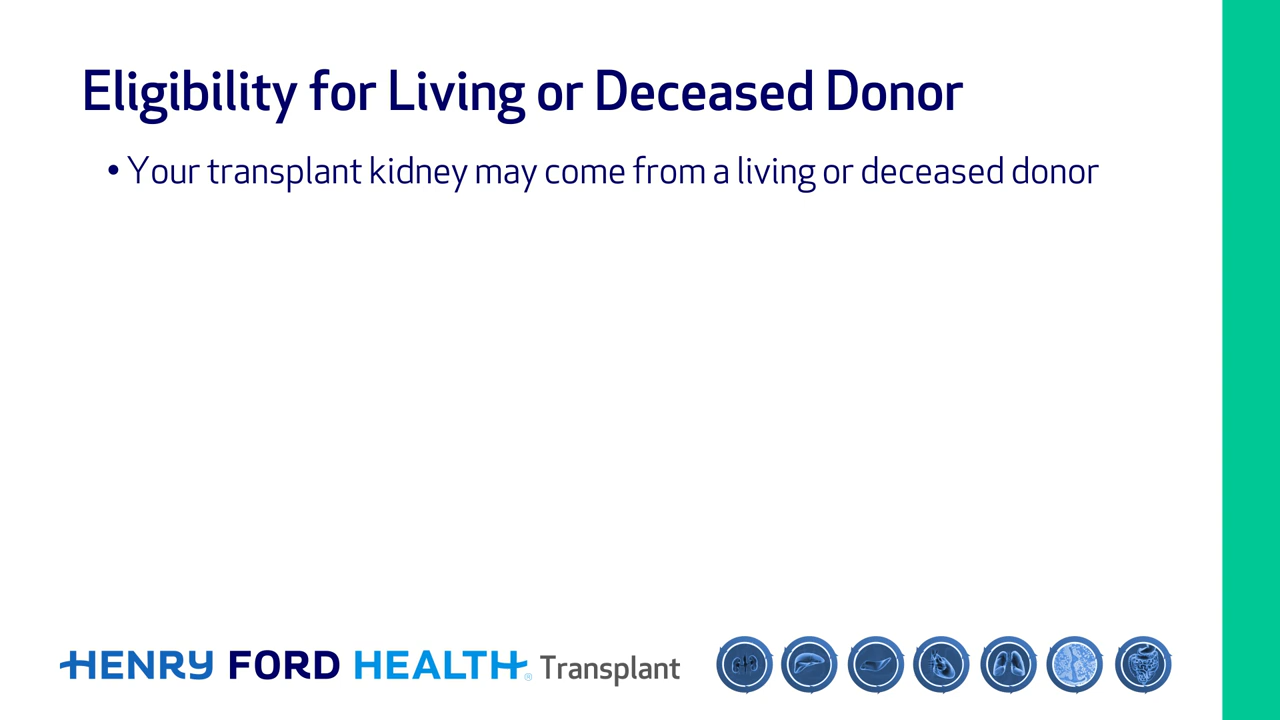 Eligibility for Living or Deceased Donor
• Your transplant kidney may come from a living or deceased donor
HENRY FORD HEALTH® Transplant